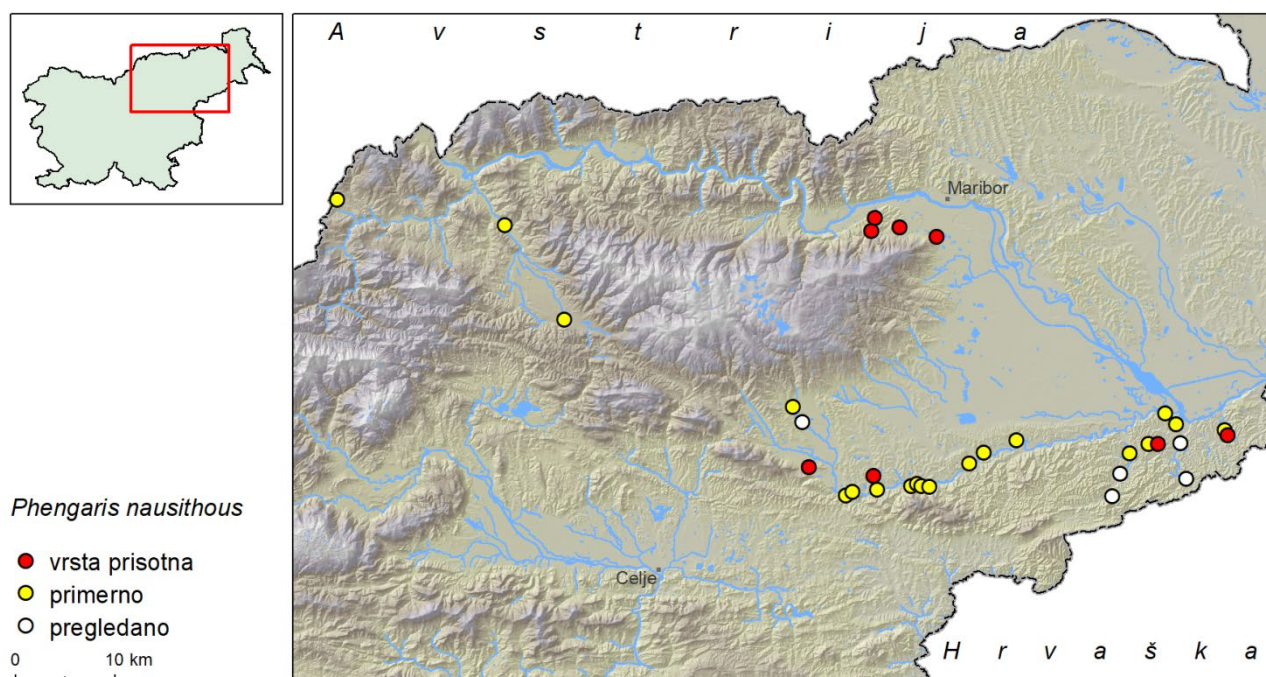 A v s t r i j a
Maribor
Celje
H r v a š k a
Phengaris nausithous
vrsta prisotna
primerno
pregledano
0 10 km